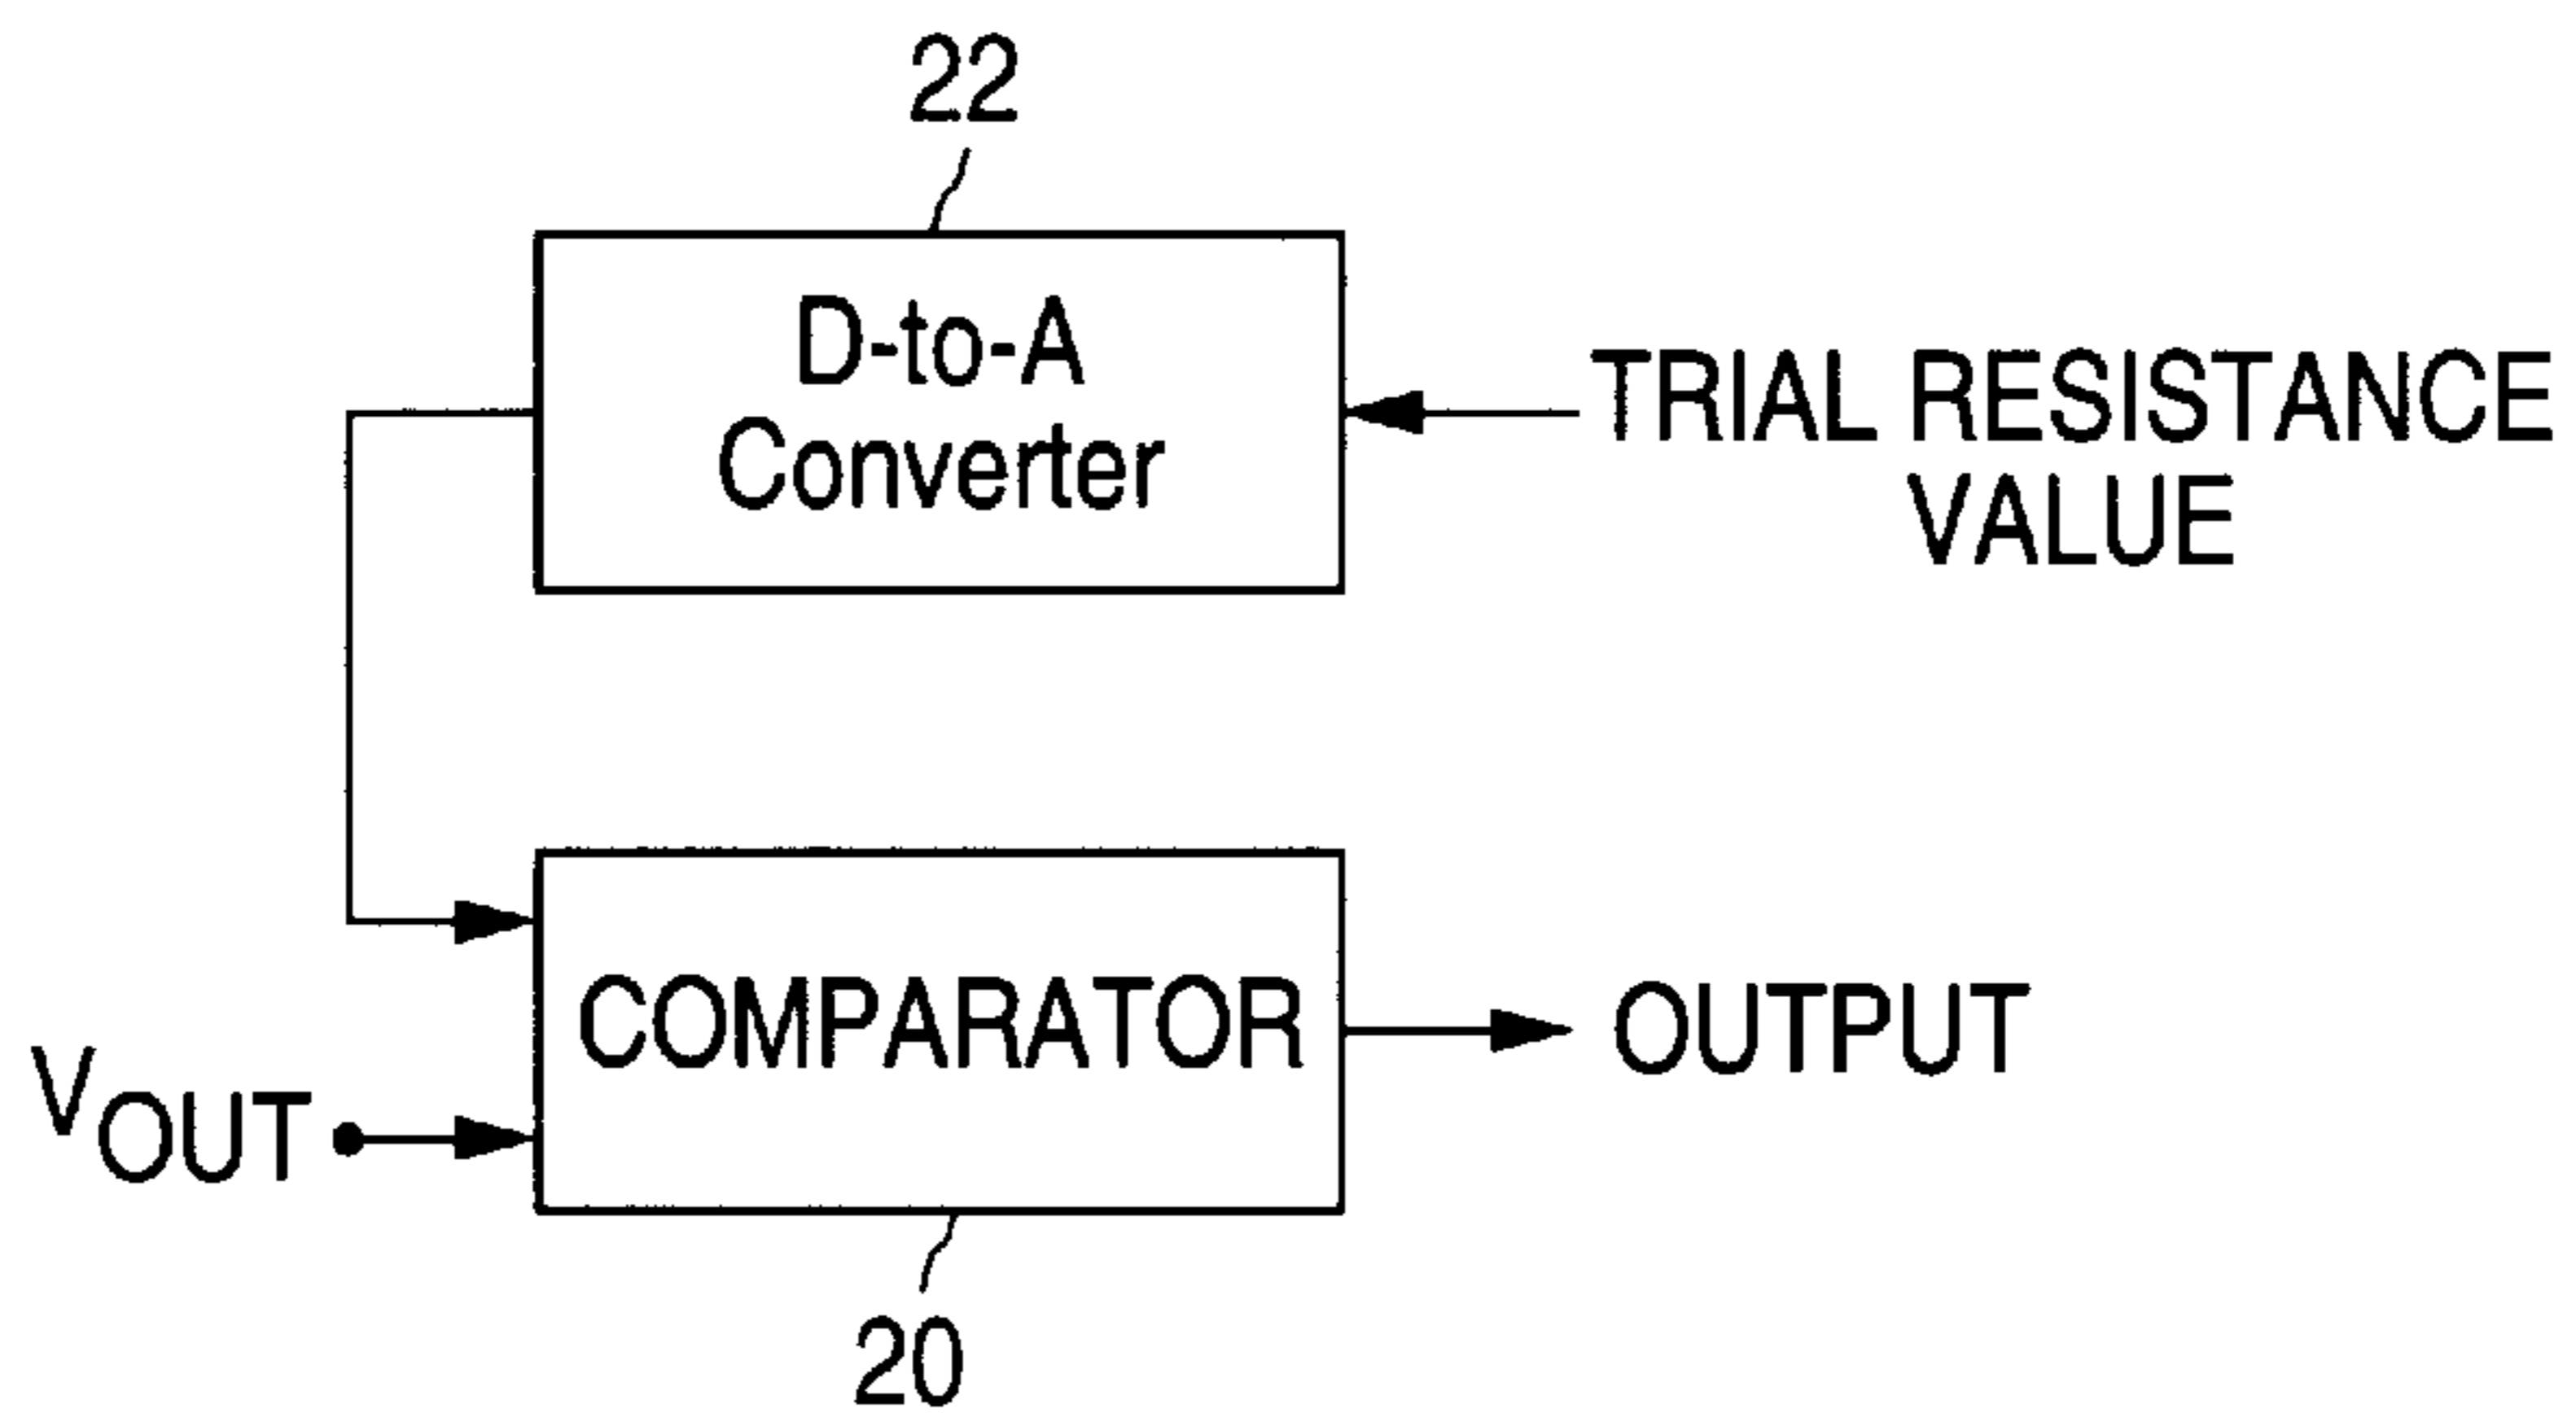 22
D-to-A
Converter
TRIAL RESISTANCE
VALUE
COMPARATOR
OUTPUT
VOUT
20